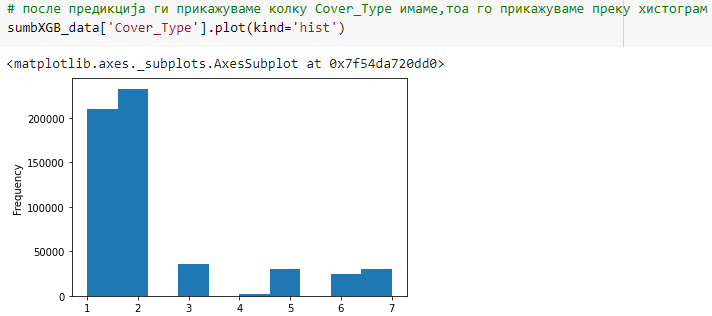 # после предикција ги прикажуваме колку Cover_Type имаме,тоа го прикажуваме преку хистограм
sumbXGB_data['Cover_Type'].plot(kind='hist')
<matplotlib.axes._subplots.AxesSubplot at 0x7f54da720dd0>
200000
150000
100000
50000
0
Frequency
1 2 3 4 5 6 7